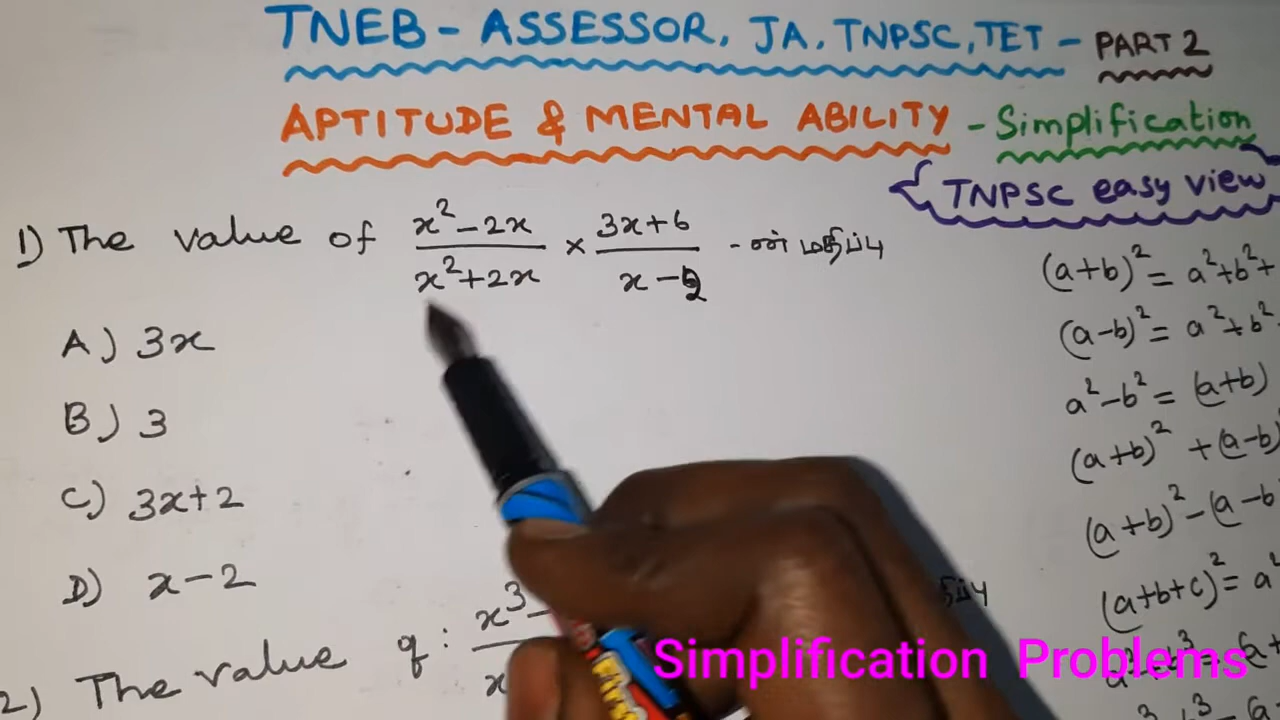 TNEB - ASSESSOR, JA, TNPSC, TET - PART 2
APTITUDE & MENTAL ABILITY - Simplification
TNPSC easy view
1) The value of (x² - 2x)/(x² + 2x) × (3x + 6)/(x - 2) - ன் மதிப்பு
A) 3x
B) 3
C) 3x + 2
D) x - 2
2) The value of :
(a+b)² = a² + b² +
(a-b)² = a² + b²
a² - b² = (a+b)
(a+b)² + (a-b)
(a+b)² - (a-b
(a+b+c)² = a²
Simplification Problems